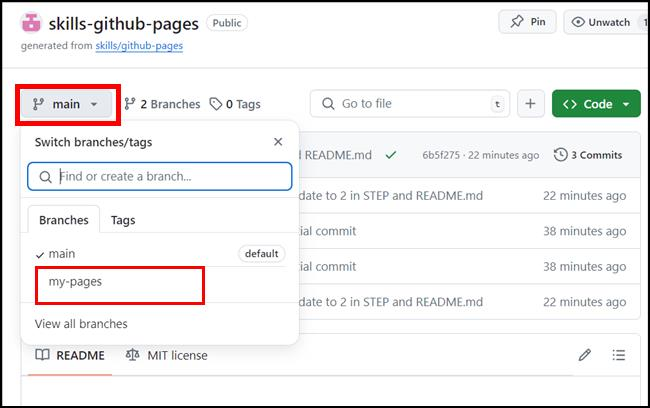 skills-github-pages Public Pin Unwatch 1
generated from skills/github-pages
main 2 Branches 0 Tags Go to file t Code
Switch branches/tags
README.md 6b5f275 · 22 minutes ago 3 Commits
Find or create a branch...
date to 2 in STEP and README.md 22 minutes ago
Branches Tags
ial commit 38 minutes ago
main default
ial commit 38 minutes ago
my-pages
date to 2 in STEP and README.md 22 minutes ago
View all branches
README MIT license